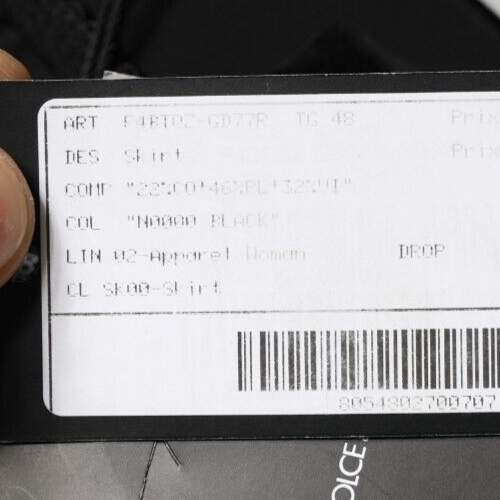 ART F4BT0Z-GD77R TG 48 Prix
DES Skirt Prix
COMP "22%CO+46%PL+32%VI"
COL "N0000 BLACK"
LIN 02-Apparel Woman DROP
CL SK00-Skirt
8054802700707
OLCE